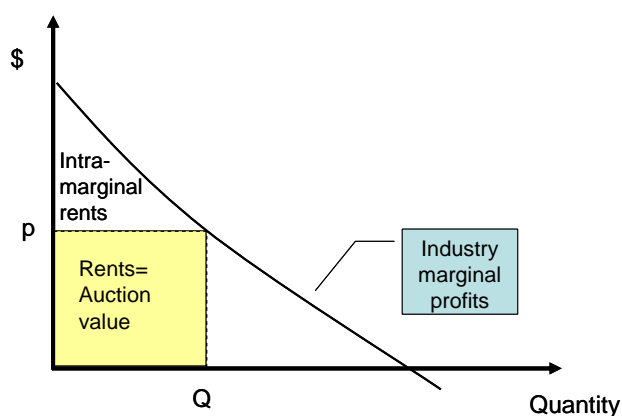 $
Intra-
marginal
rents
p
Rents=
Auction
value
Industry
marginal
profits
Q
Quantity